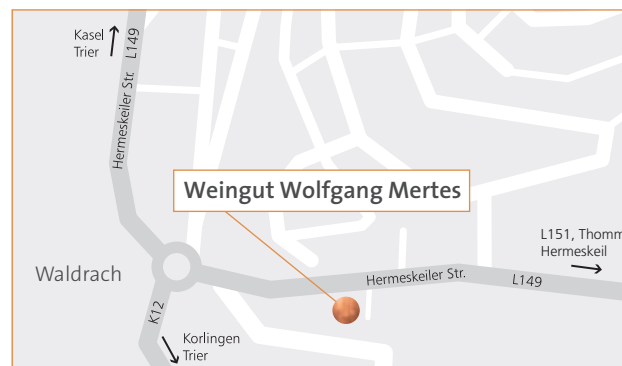 Kasel
Trier
L149
Hermeskeiler Str.
Weingut Wolfgang Mertes
L151, Thomm
Hermeskeil
Waldrach
Hermeskeiler Str.
L149
K12
Korlingen
Trier